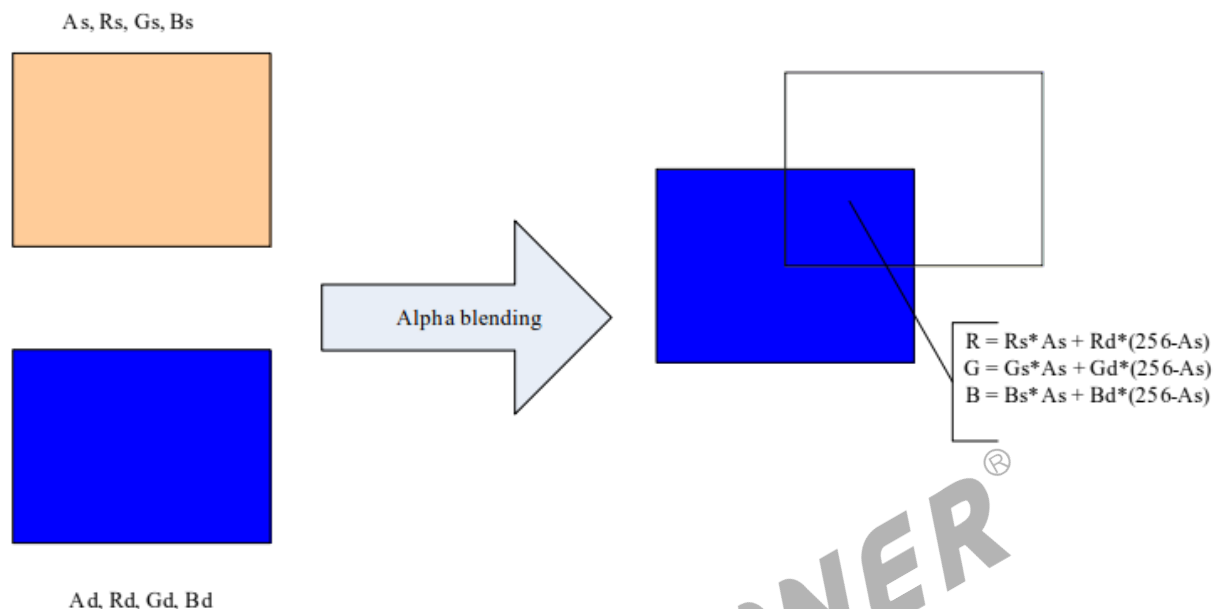 As, Rs, Gs, Bs
Alpha blending
R = Rs*As + Rd*(256-As)
G = Gs*As + Gd*(256-As)
B = Bs*As + Bd*(256-As)
Ad, Rd, Gd, Bd
®